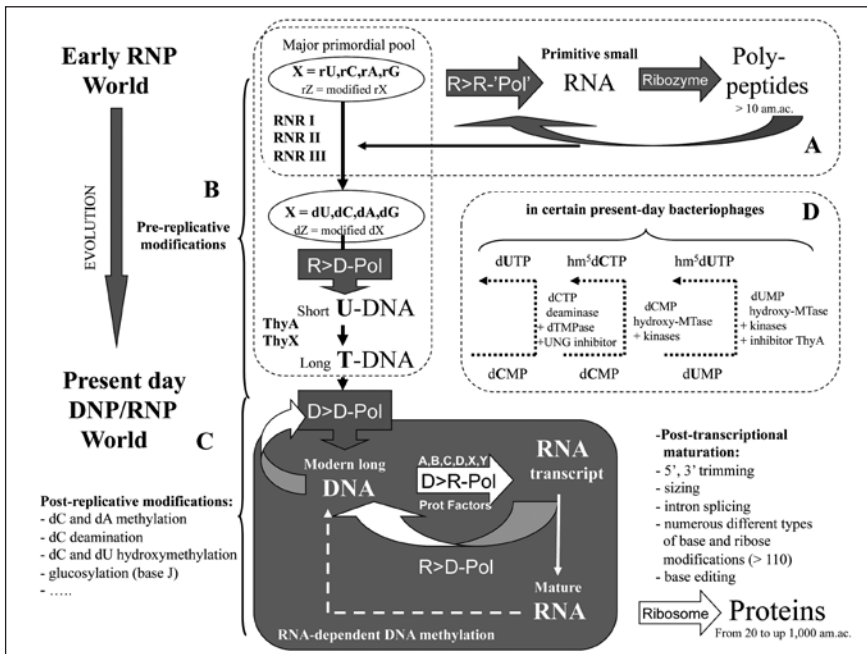 Early RNP
World
EVOLUTION
Present day
DNP/RNP
World
B
Pre-replicative
modifications
C
Post-replicative modifications:
- dC and dA methylation
- dC deamination
- dC and dU hydroxymethylation
- glucosylation (base J)
- .....
Major primordial pool
X = rU,rC,rA,rG
rZ = modified rX
RNR I
RNR II
RNR III
X = dU,dC,dA,dG
dZ = modified dX
R>D-Pol
Short U-DNA
ThyA
ThyX
Long T-DNA
D>D-Pol
R>R-'Pol'
Primitive small
RNA
Ribozyme
Poly-
peptides
> 10 am.ac.
A
in certain present-day bacteriophages
D
dUTP
dCTP
deaminase
+ dTMPase
+UNG inhibitor
dCMP
hm⁵dCTP
dCMP
hydroxy-MTase
+ kinases
dCMP
hm⁵dUTP
dUMP
hydroxy-MTase
+ kinases
+ inhibitor ThyA
dUMP
Modern long
DNA
A,B,C,D,X,Y
D>R-Pol
Prot Factors
RNA
transcript
R>D-Pol
Mature
RNA
RNA-dependent DNA methylation
-Post-transcriptional
maturation:
- 5', 3' trimming
- sizing
- intron splicing
- numerous different types
of base and ribose
modifications (> 110)
- base editing
Ribosome
Proteins
From 20 to up 1,000 am.ac.